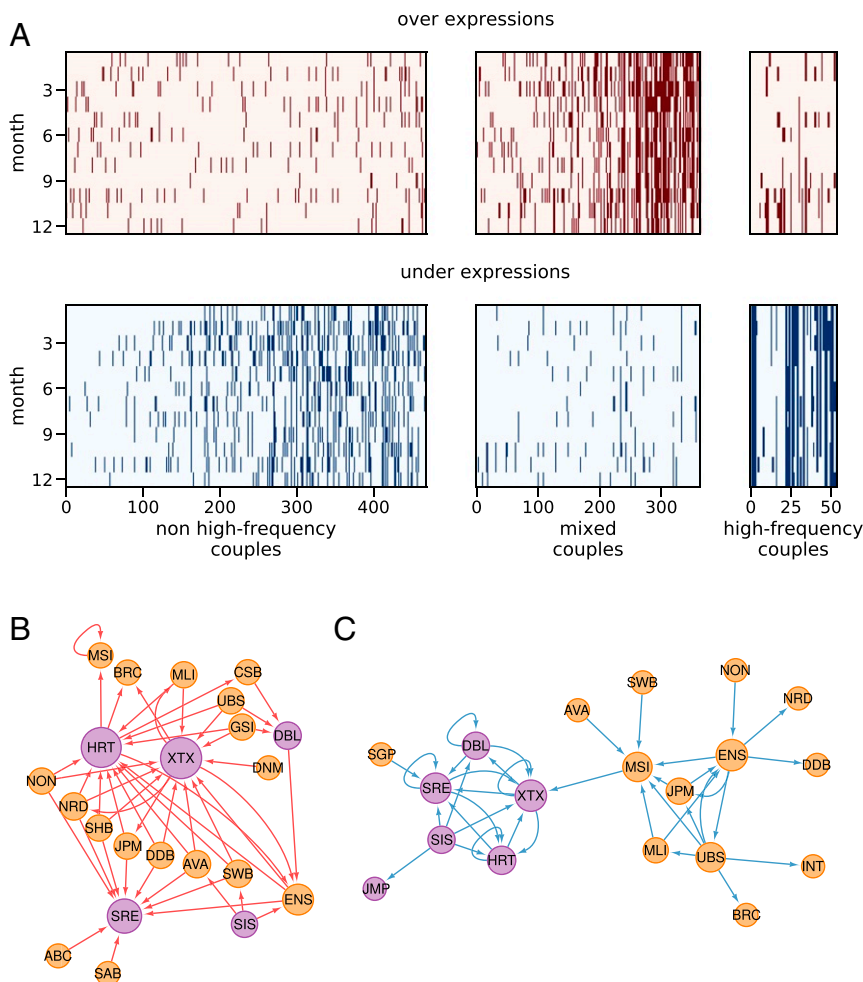 A
over expressions
month
3
6
9
12
under expressions
month
3
6
9
12
0 100 200 300 400
0 100 200 300
0 25 50
non high-frequency couples
mixed couples
high-frequency couples
B
MSI
BRC
MLI
CSB
UBS
GSI
DBL
HRT
XTX
DNM
NON
NRD
SHB
JPM
DDB
AVA
SWB
ENS
SRE
SIS
ABC
SAB
C
NON
SWB
NRD
AVA
DBL
SGP
ENS
MSI
DDB
SRE
XTX
JPM
SIS
HRT
MLI
UBS
INT
JMP
BRC